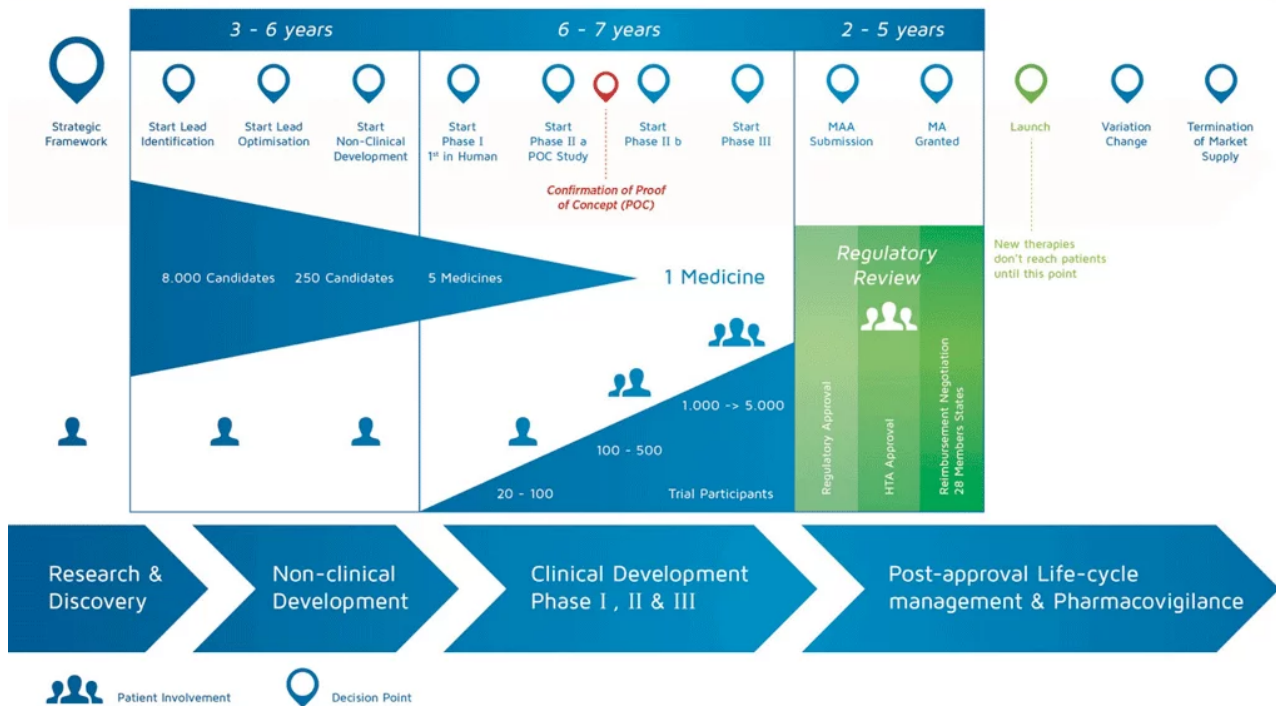 3 - 6 years
6 - 7 years
2 - 5 years
Strategic
Framework
Start Lead
Identification
Start Lead
Optimisation
Start
Non-Clinical
Development
Start
Phase I
1st in Human
Start
Phase II a
POC Study
Start
Phase II b
Start
Phase III
MAA
Submission
MA
Granted
Launch
Variation
Change
Termination
of Market
Supply
Confirmation of Proof
of Concept (POC)
8.000 Candidates
250 Candidates
5 Medicines
1 Medicine
Regulatory
Review
New therapies
don't reach patients
until this point
20 - 100
100 - 500
1.000 -> 5.000
Trial Participants
Regulatory Approval
HTA Approval
Reimbursement Negotiation
28 Members States
Research &
Discovery
Non-clinical
Development
Clinical Development
Phase I , II & III
Post-approval Life-cycle
management & Pharmacovigilance
Patient Involvement
Decision Point